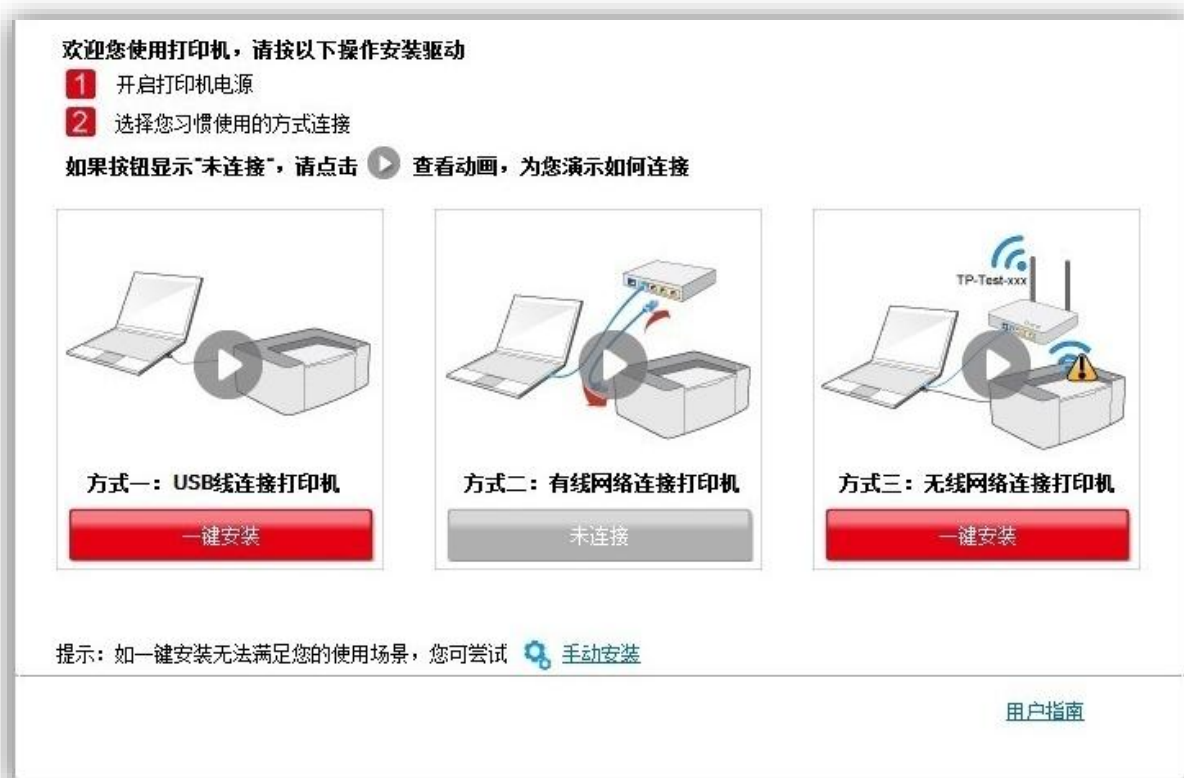 欢迎您使用打印机，请按以下操作安装驱动
1 开启打印机电源
2 选择您习惯使用的方式连接
如果按钮显示"未连接"，请点击 查看动画，为您演示如何连接
TP-Test-xxx
方式一：USB线连接打印机
方式二：有线网络连接打印机
方式三：无线网络连接打印机
一键安装
未连接
一键安装
提示：如一键安装无法满足您的使用场景，您可尝试 手动安装
用户指南